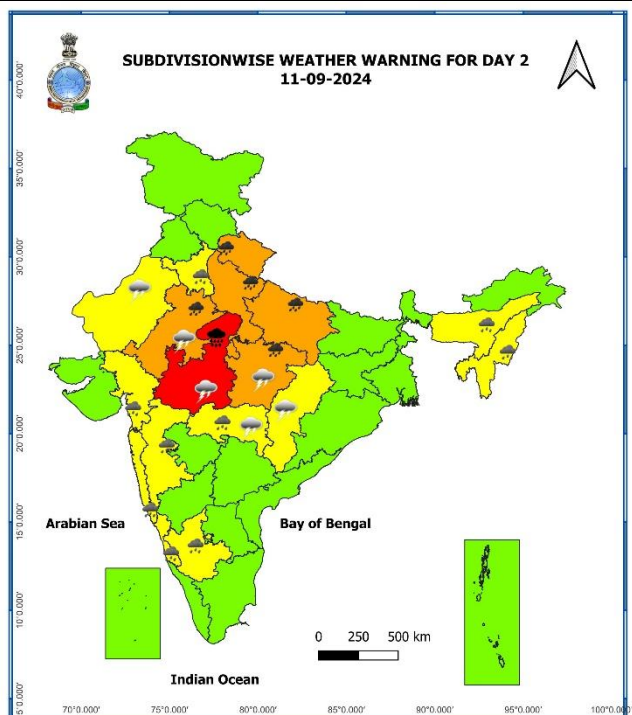 SUBDIVISIONWISE WEATHER WARNING FOR DAY 2
11-09-2024
40°0.000'
35°0.000'
30°0.000'
25°0.000'
20°0.000'
15°0.000'
10°0.000'
5°0.000'
Arabian Sea
Bay of Bengal
0 250 500 km
Indian Ocean
70°0.000' 75°0.000' 80°0.000' 85°0.000' 90°0.000' 95°0.000' 100°0.000'